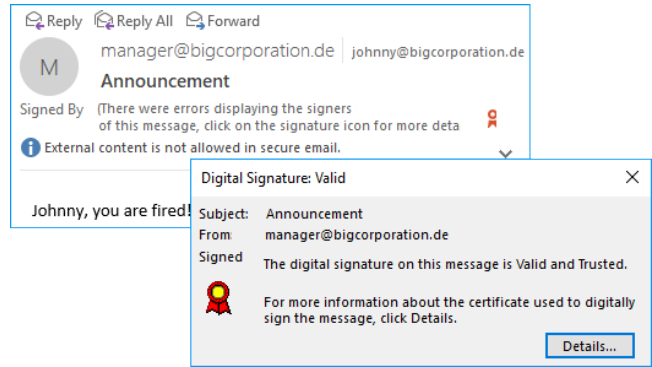 Reply Reply All Forward
M
manager@bigcorporation.de johnny@bigcorporation.de
Announcement
Signed By (There were errors displaying the signers
of this message, click on the signature icon for more deta
External content is not allowed in secure email.
Johnny, you are fired!
Digital Signature: Valid
Subject: Announcement
From: manager@bigcorporation.de
Signed
The digital signature on this message is Valid and Trusted.
For more information about the certificate used to digitally
sign the message, click Details.
Details...